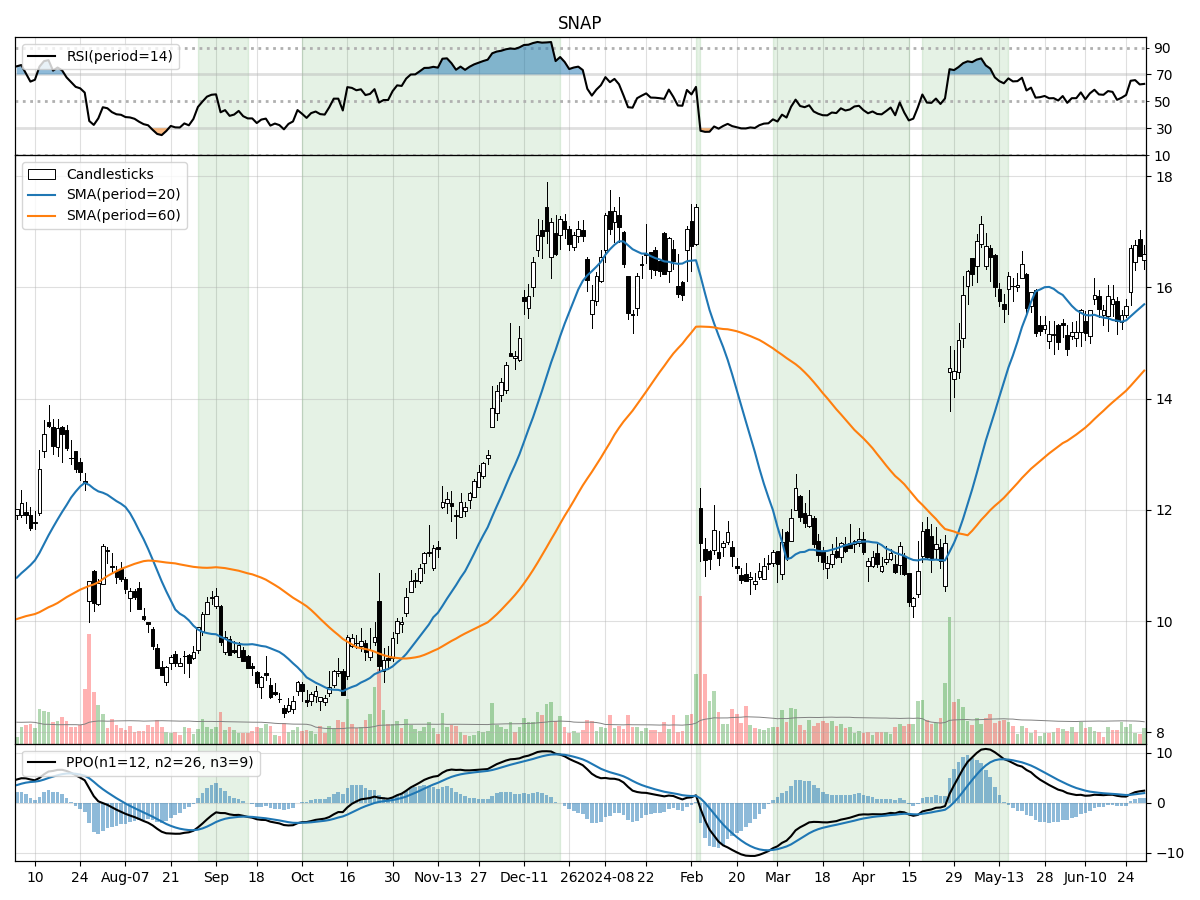 SNAP
RSI(period=14)
90
70
50
30
10
Candlesticks
SMA(period=20)
SMA(period=60)
18
16
14
12
10
8
PPO(n1=12, n2=26, n3=9)
10
0
−10
10 24 Aug-07 21 Sep 18 Oct 16 30 Nov-13 27 Dec-11 26 2024-08 22 Feb 20 Mar 18 Apr 15 29 May-13 28 Jun-10 24